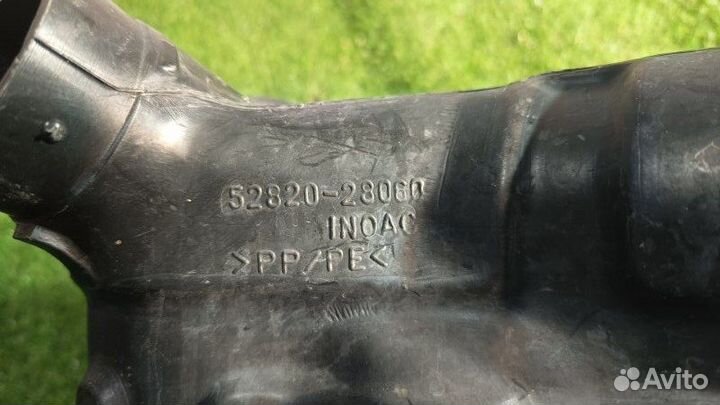 52820-28060
INOAC
>PP/PE<
Avito